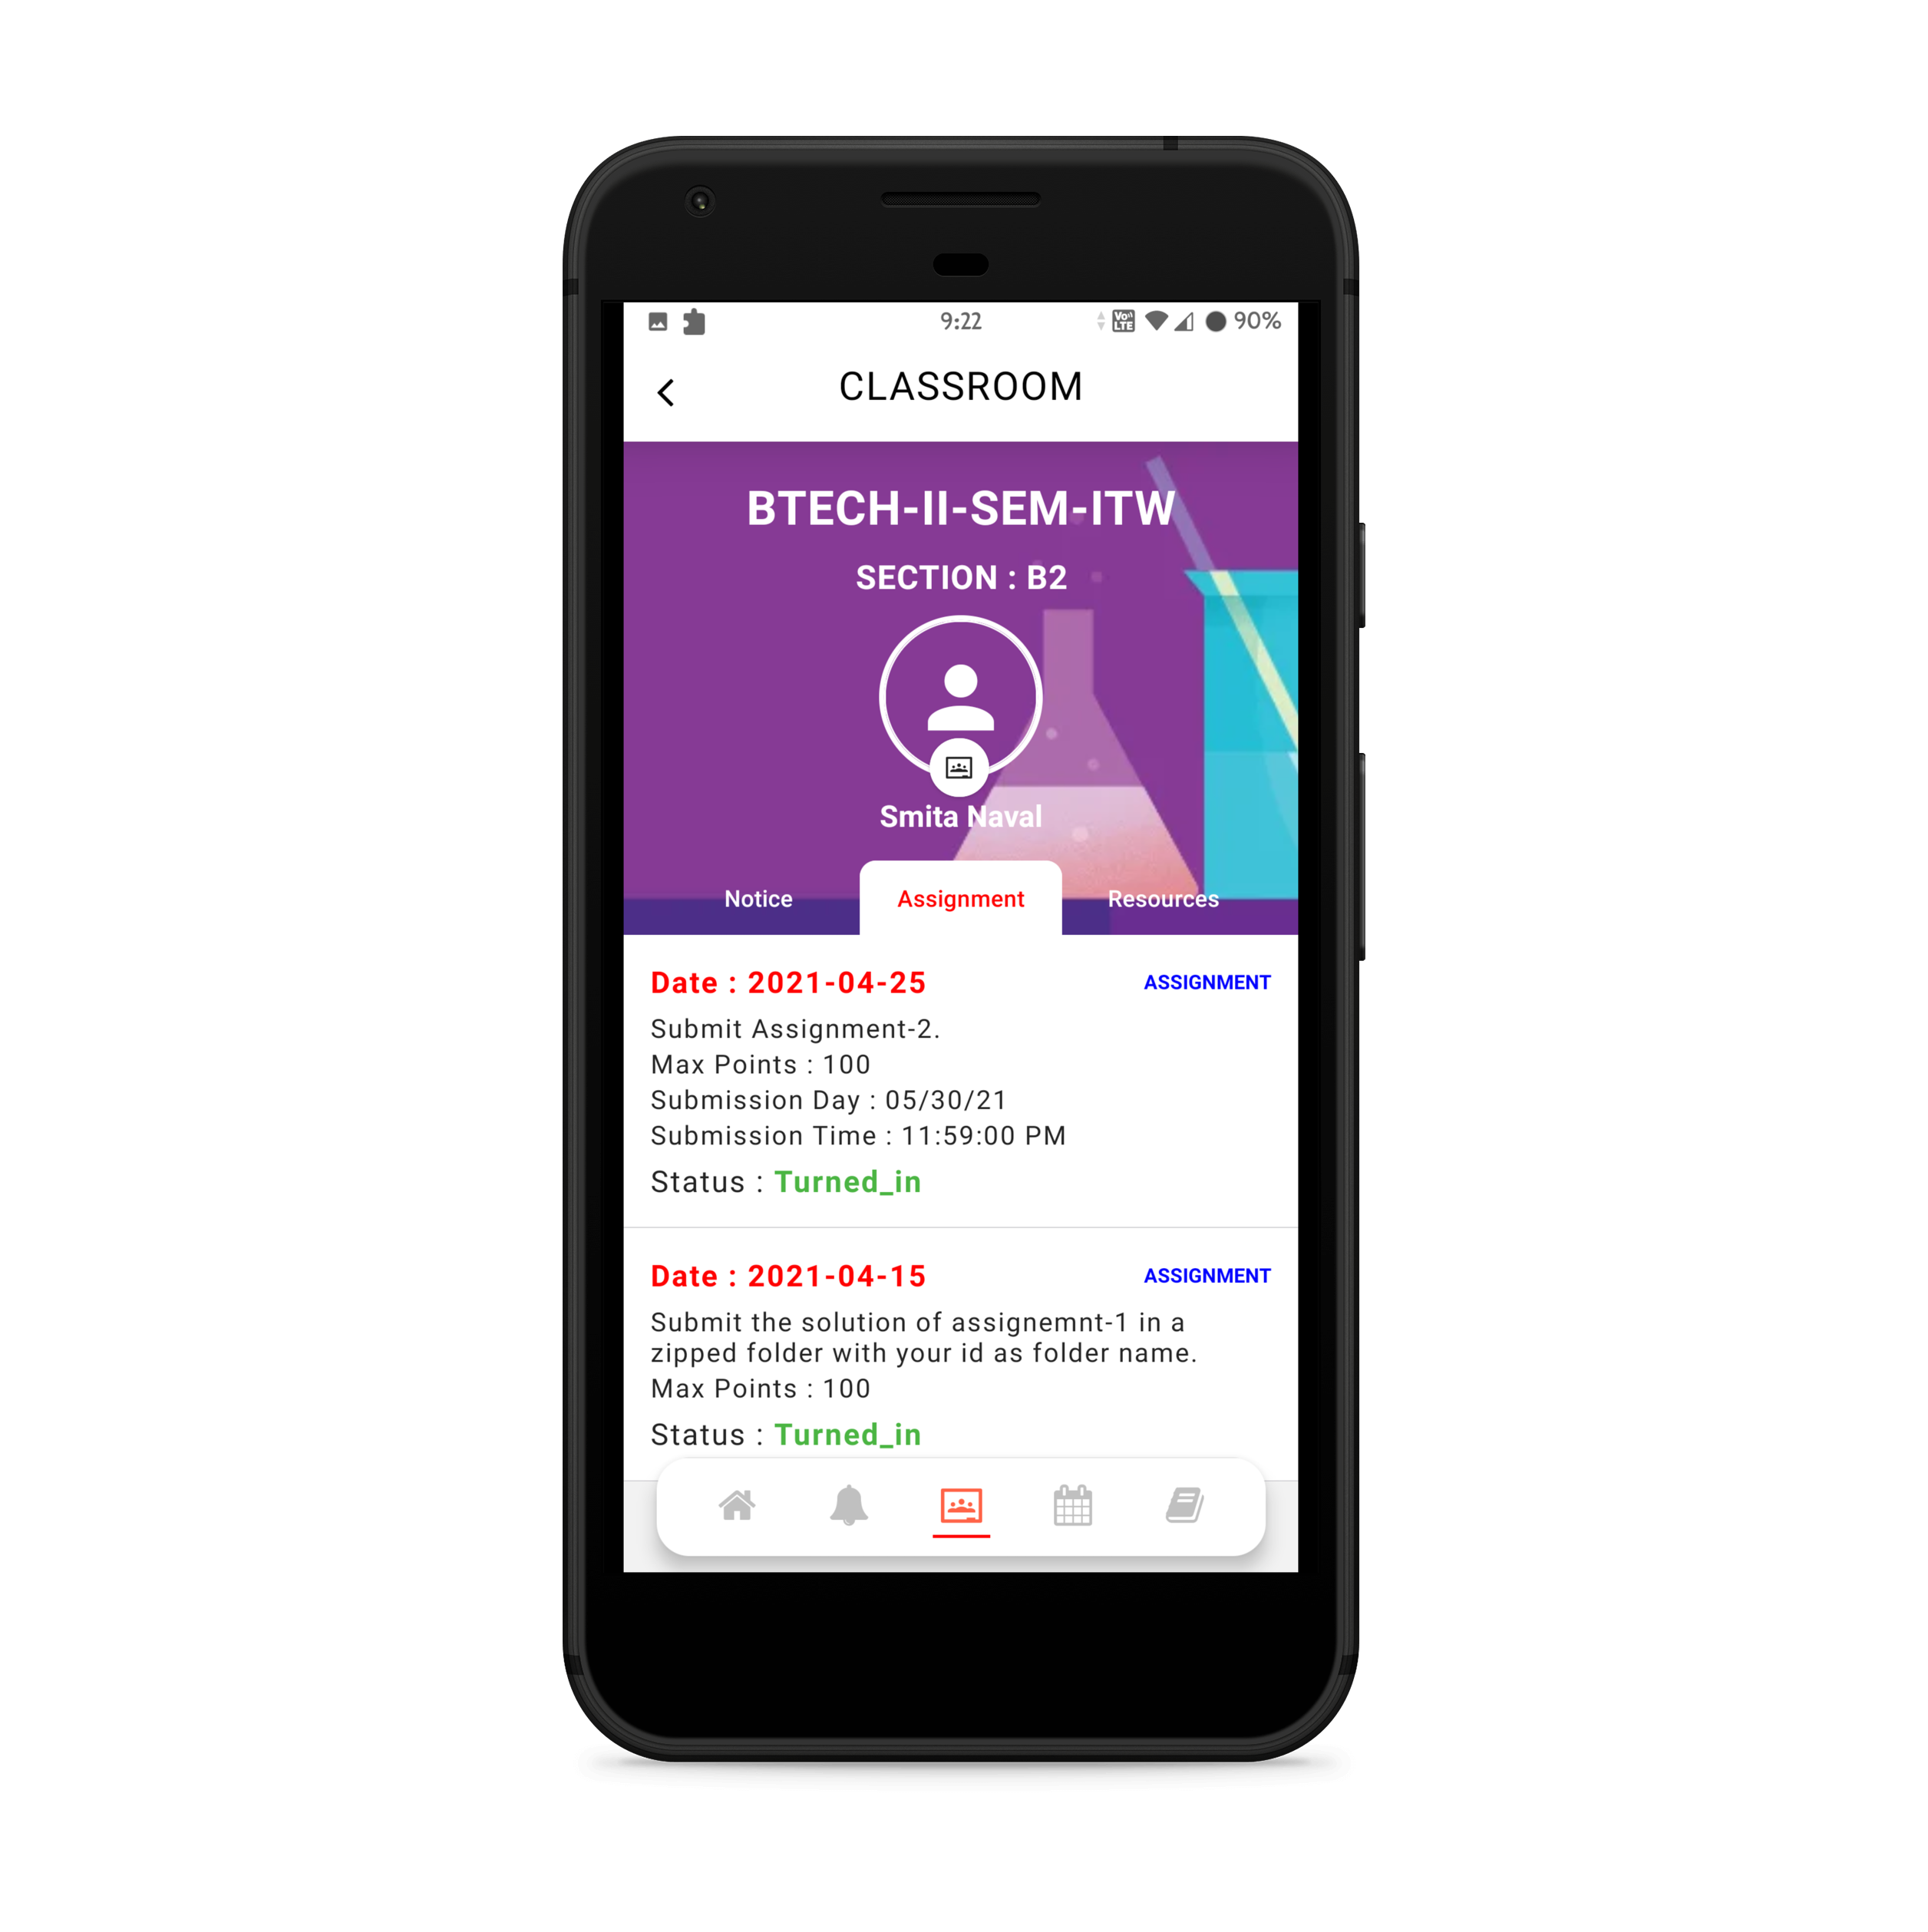 9:22 VoLTE 90%
CLASSROOM
BTECH-II-SEM-ITW
SECTION : B2
Smita Naval
Notice Assignment Resources
Date : 2021-04-25 ASSIGNMENT
Submit Assignment-2.
Max Points : 100
Submission Day : 05/30/21
Submission Time : 11:59:00 PM
Status : Turned_in
Date : 2021-04-15 ASSIGNMENT
Submit the solution of assignemnt-1 in a
zipped folder with your id as folder name.
Max Points : 100
Status : Turned_in